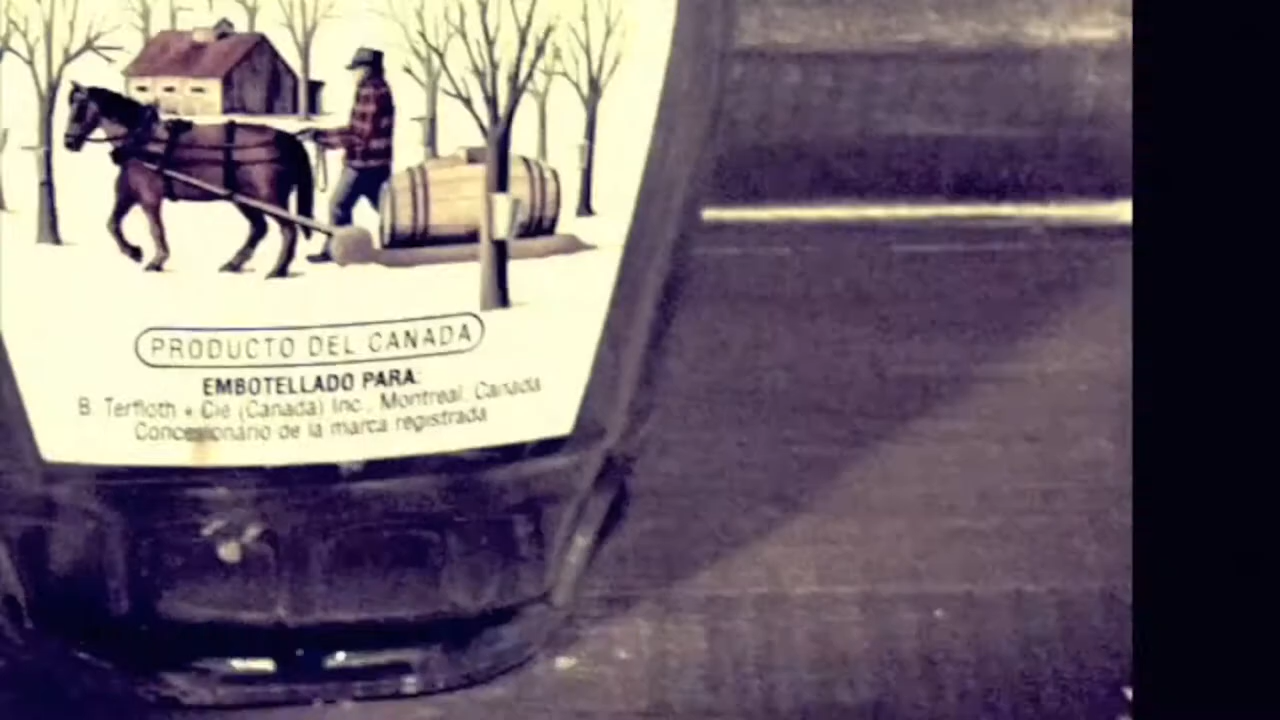 PRODUCTO DEL CANADA
EMBOTELLADO PARA:
B. Terfloth + Cie (Canada) Inc., Montreal, Canada
Concesionario de la marca registrada